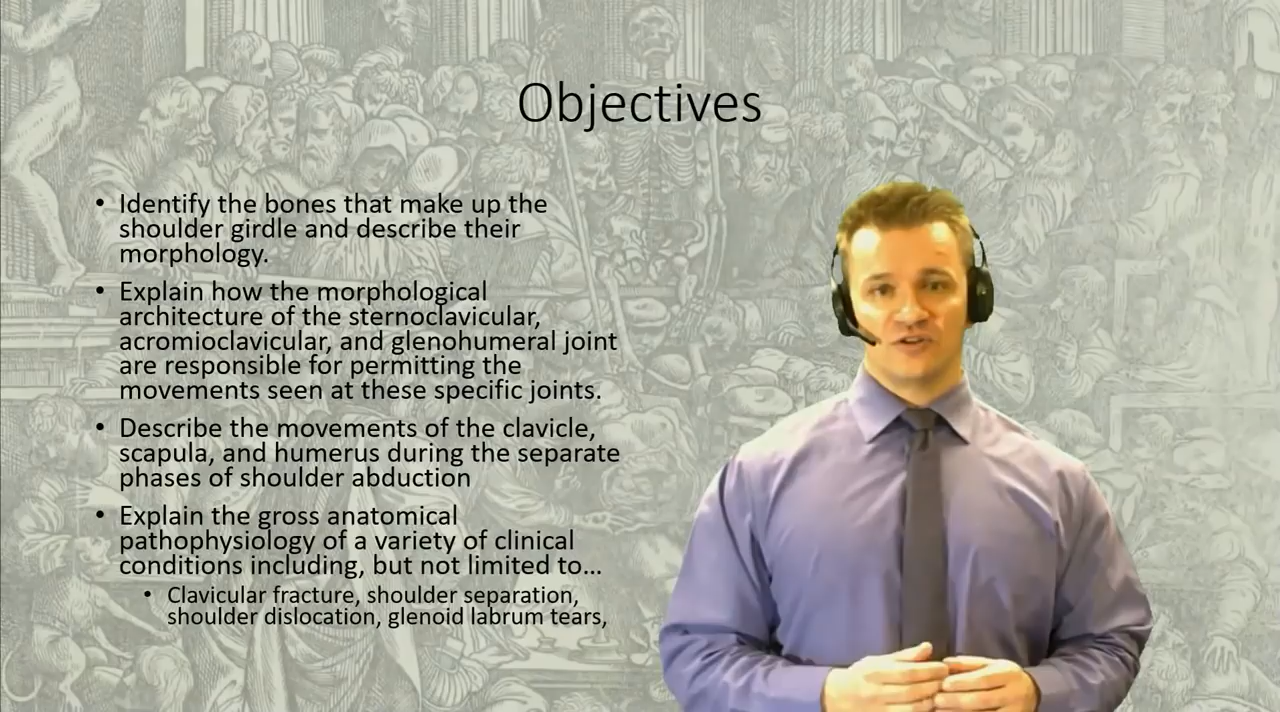 Objectives
• Identify the bones that make up the
shoulder girdle and describe their
morphology.
• Explain how the morphological
architecture of the sternoclavicular,
acromioclavicular, and glenohumeral joint
are responsible for permitting the
movements seen at these specific joints.
• Describe the movements of the clavicle,
scapula, and humerus during the separate
phases of shoulder abduction
• Explain the gross anatomical
pathophysiology of a variety of clinical
conditions including, but not limited to…
• Clavicular fracture, shoulder separation,
shoulder dislocation, glenoid labrum tears,